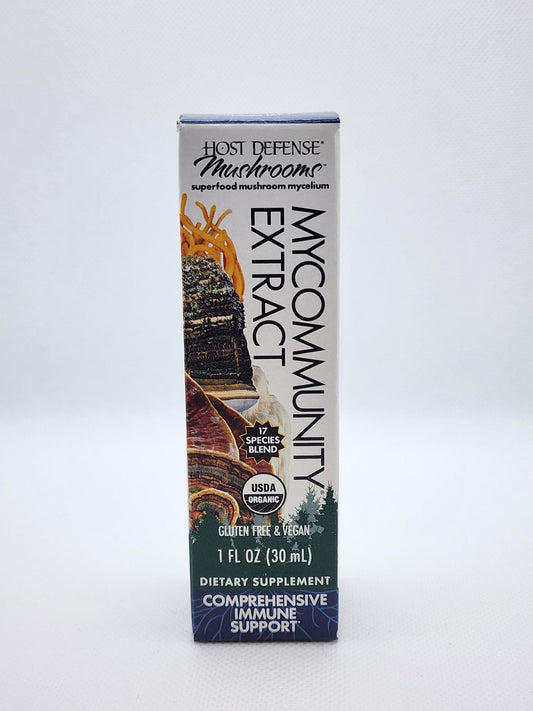 HOST DEFENSE®
Mushrooms™
superfood mushroom mycelium
MYCOMMUNITY
EXTRACT
17
SPECIES
BLEND
USDA
ORGANIC
GLUTEN FREE & VEGAN
1 FL OZ (30 mL)
DIETARY SUPPLEMENT
COMPREHENSIVE
IMMUNE
SUPPORT*